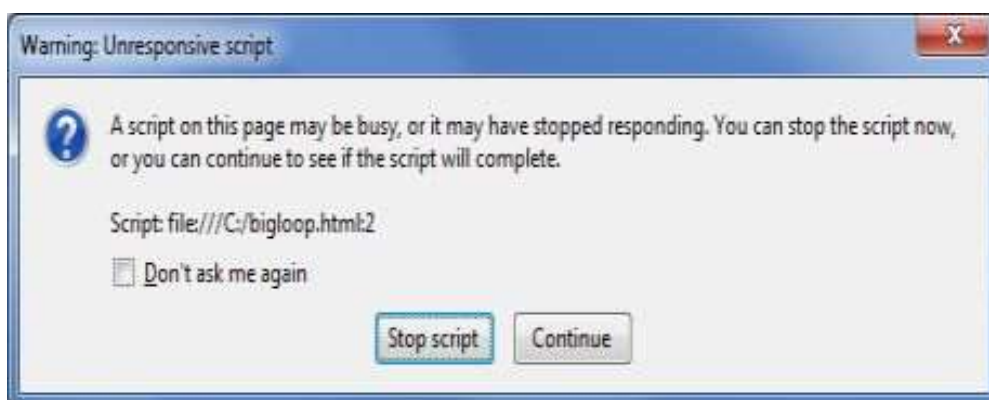 Warning: Unresponsive script
A script on this page may be busy, or it may have stopped responding. You can stop the script now,
or you can continue to see if the script will complete.
Script: file:///C:/bigloop.html:2
Don't ask me again
Stop script
Continue